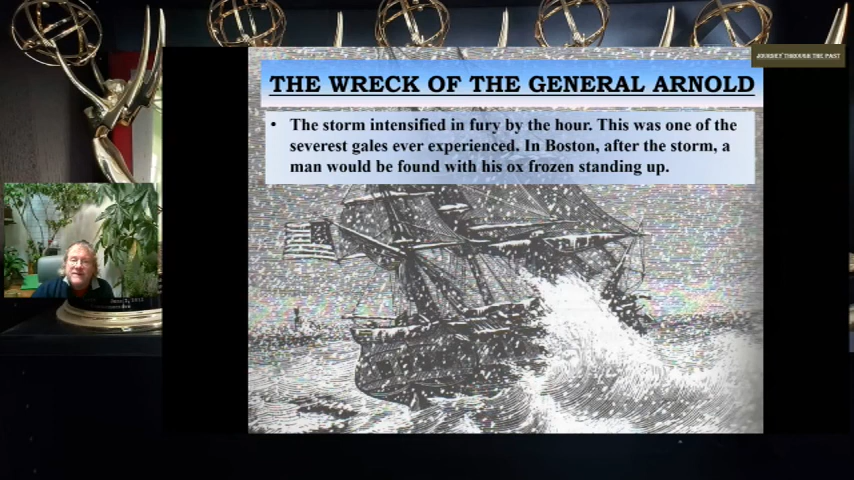 JOURNEY THROUGH THE PAST
THE WRECK OF THE GENERAL ARNOLD
• The storm intensified in fury by the hour. This was one of the
severest gales ever experienced. In Boston, after the storm, a
man would be found with his ox frozen standing up.